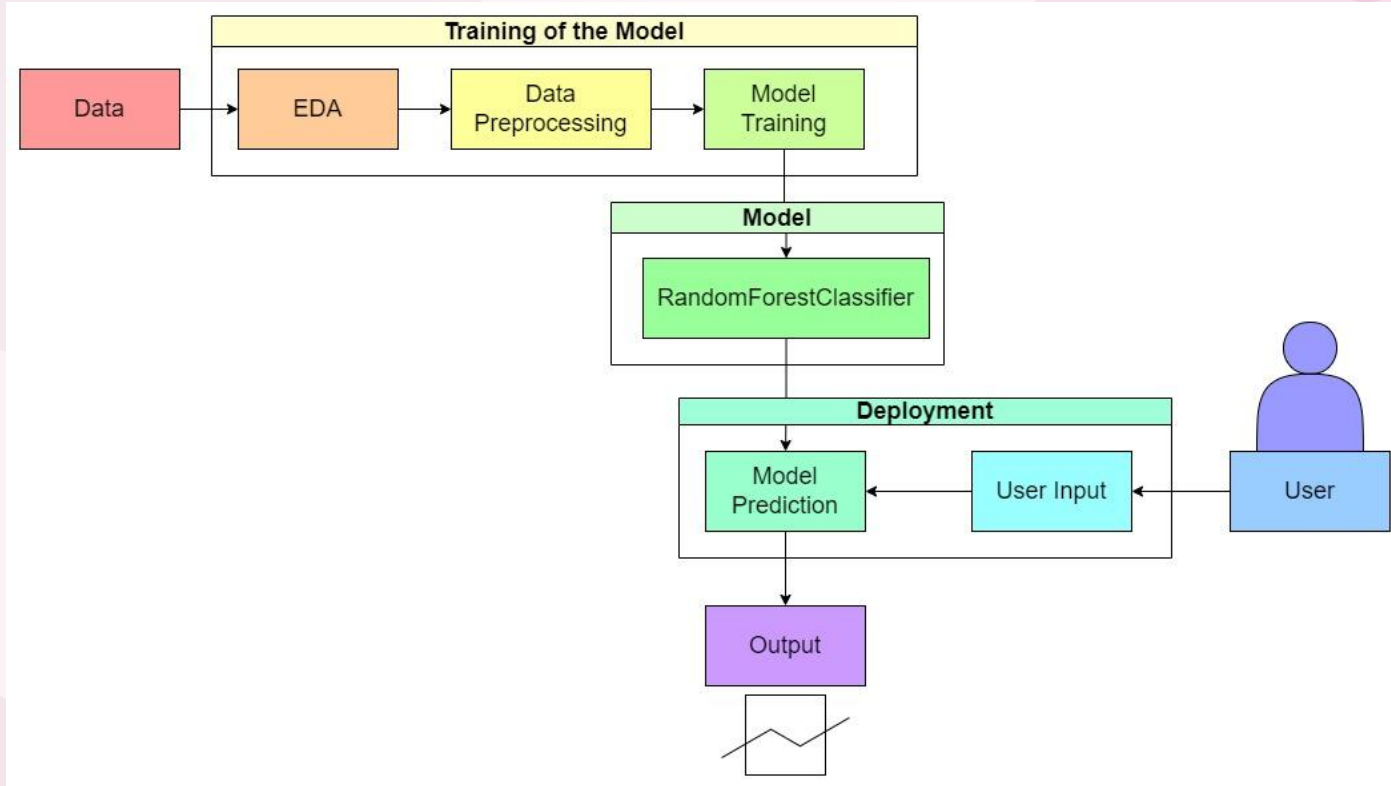 Training of the Model
Data
EDA
Data
Preprocessing
Model
Training
Model
RandomForestClassifier
Deployment
Model
Prediction
User Input
User
Output